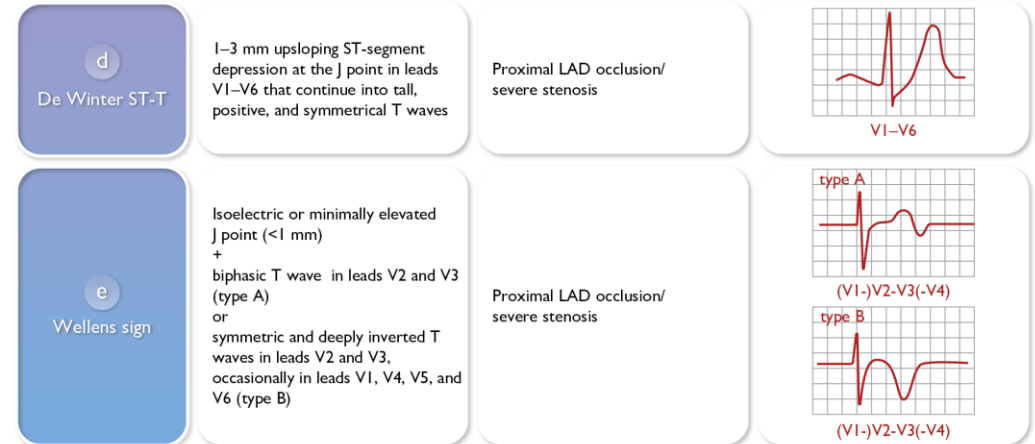 d
De Winter ST-T
1–3 mm upsloping ST-segment
depression at the J point in leads
V1–V6 that continue into tall,
positive, and symmetrical T waves
Proximal LAD occlusion/
severe stenosis
V1–V6
e
Wellens sign
Isoelectric or minimally elevated
J point (<1 mm)
+
biphasic T wave in leads V2 and V3
(type A)
or
symmetric and deeply inverted T
waves in leads V2 and V3,
occasionally in leads V1, V4, V5, and
V6 (type B)
Proximal LAD occlusion/
severe stenosis
type A
(V1-)V2-V3(-V4)
type B
(V1-)V2-V3(-V4)